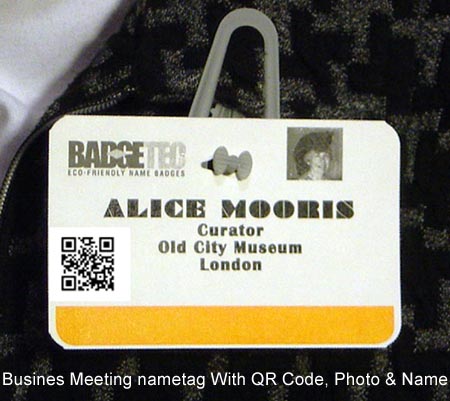 BADGETEC
ECO-FRIENDLY NAME BADGES
ALICE MOORIS
Curator
Old City Museum
London
Busines Meeting nametag With QR Code, Photo & Name